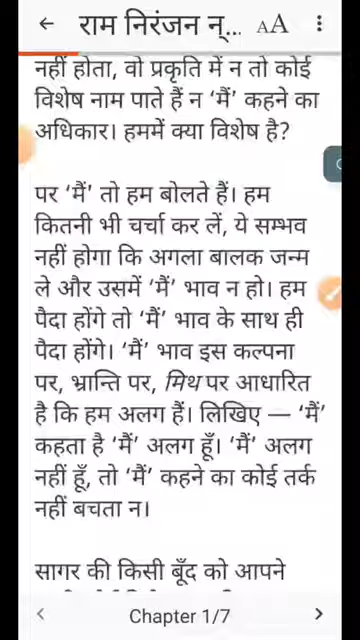 राम निरंजन न्... AA
नहीं होता, वो प्रकृति में न तो कोई
विशेष नाम पाते हैं न ‘मैं’ कहने का
अधिकार। हममें क्या विशेष है?
पर ‘मैं’ तो हम बोलते हैं। हम
कितनी भी चर्चा कर लें, ये सम्भव
नहीं होगा कि अगला बालक जन्म
ले और उसमें ‘मैं’ भाव न हो। हम
पैदा होंगे तो ‘मैं’ भाव के साथ ही
पैदा होंगे। ‘मैं’ भाव इस कल्पना
पर, भ्रान्ति पर, मिथ पर आधारित
है कि हम अलग हैं। लिखिए — ‘मैं’
कहता है ‘मैं’ अलग हूँ। ‘मैं’ अलग
नहीं हूँ, तो ‘मैं’ कहने का कोई तर्क
नहीं बचता न।
सागर की किसी बूँद को आपने
Chapter 1/7